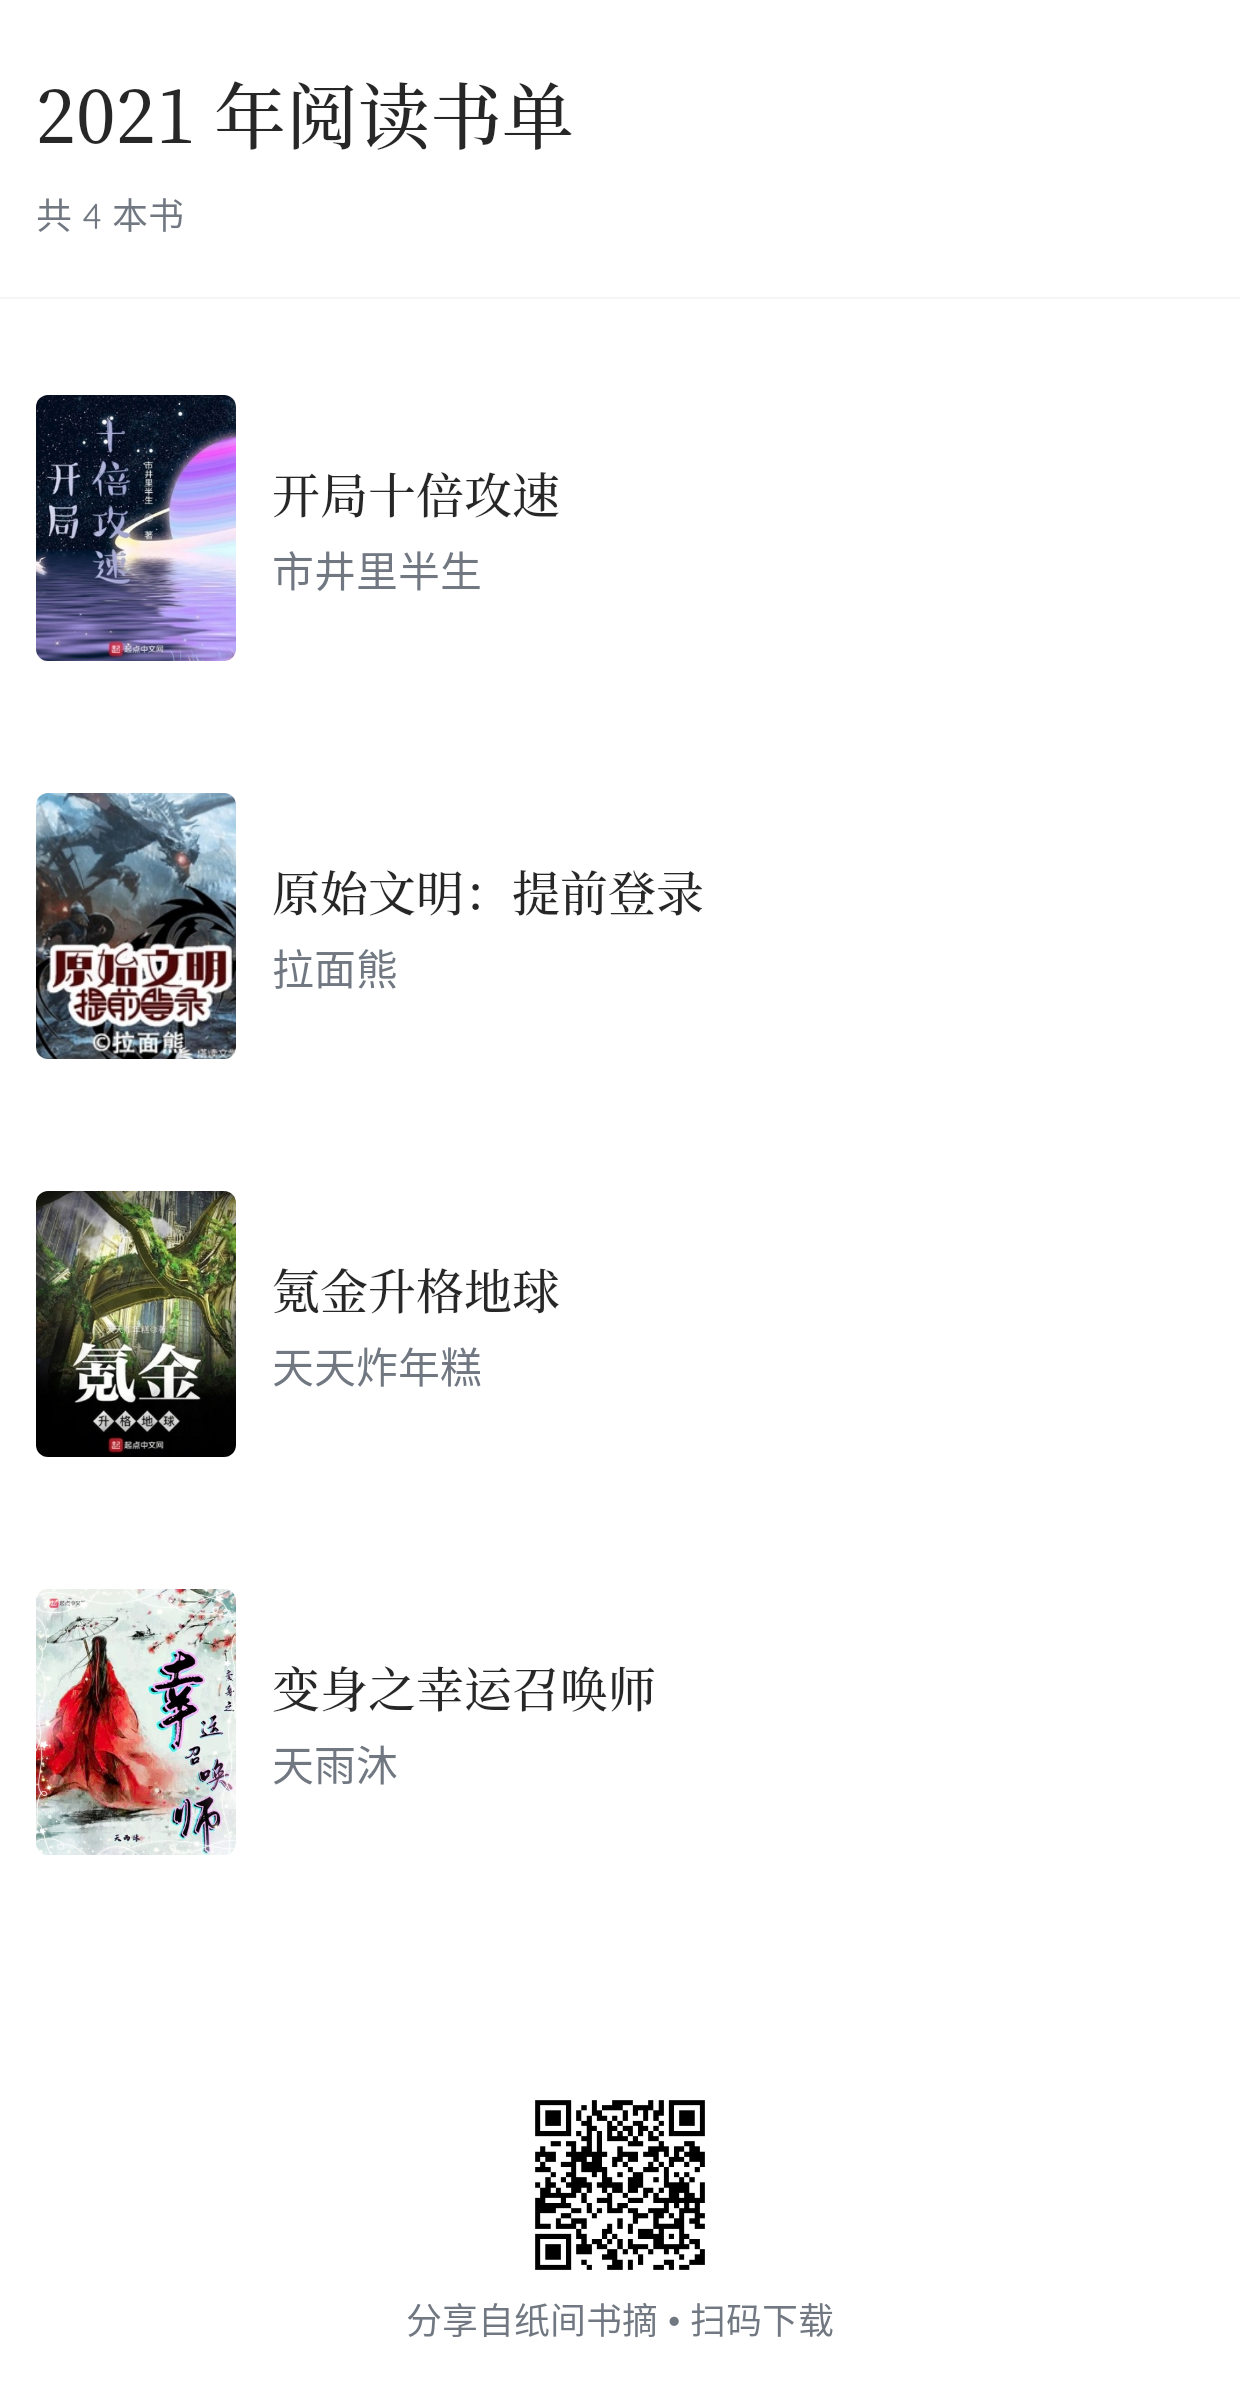 2021 年阅读书单
共 4 本书
开局
十倍攻速
市井里半生 著
起点中文网
开局十倍攻速
市井里半生
原始文明
提前登录
©拉面熊
原始文明：提前登录
拉面熊
氪金
升格地球
起点中文网
氪金升格地球
天天炸年糕
变身之
幸运召唤师
天雨沐
变身之幸运召唤师
天雨沐
分享自纸间书摘 • 扫码下载